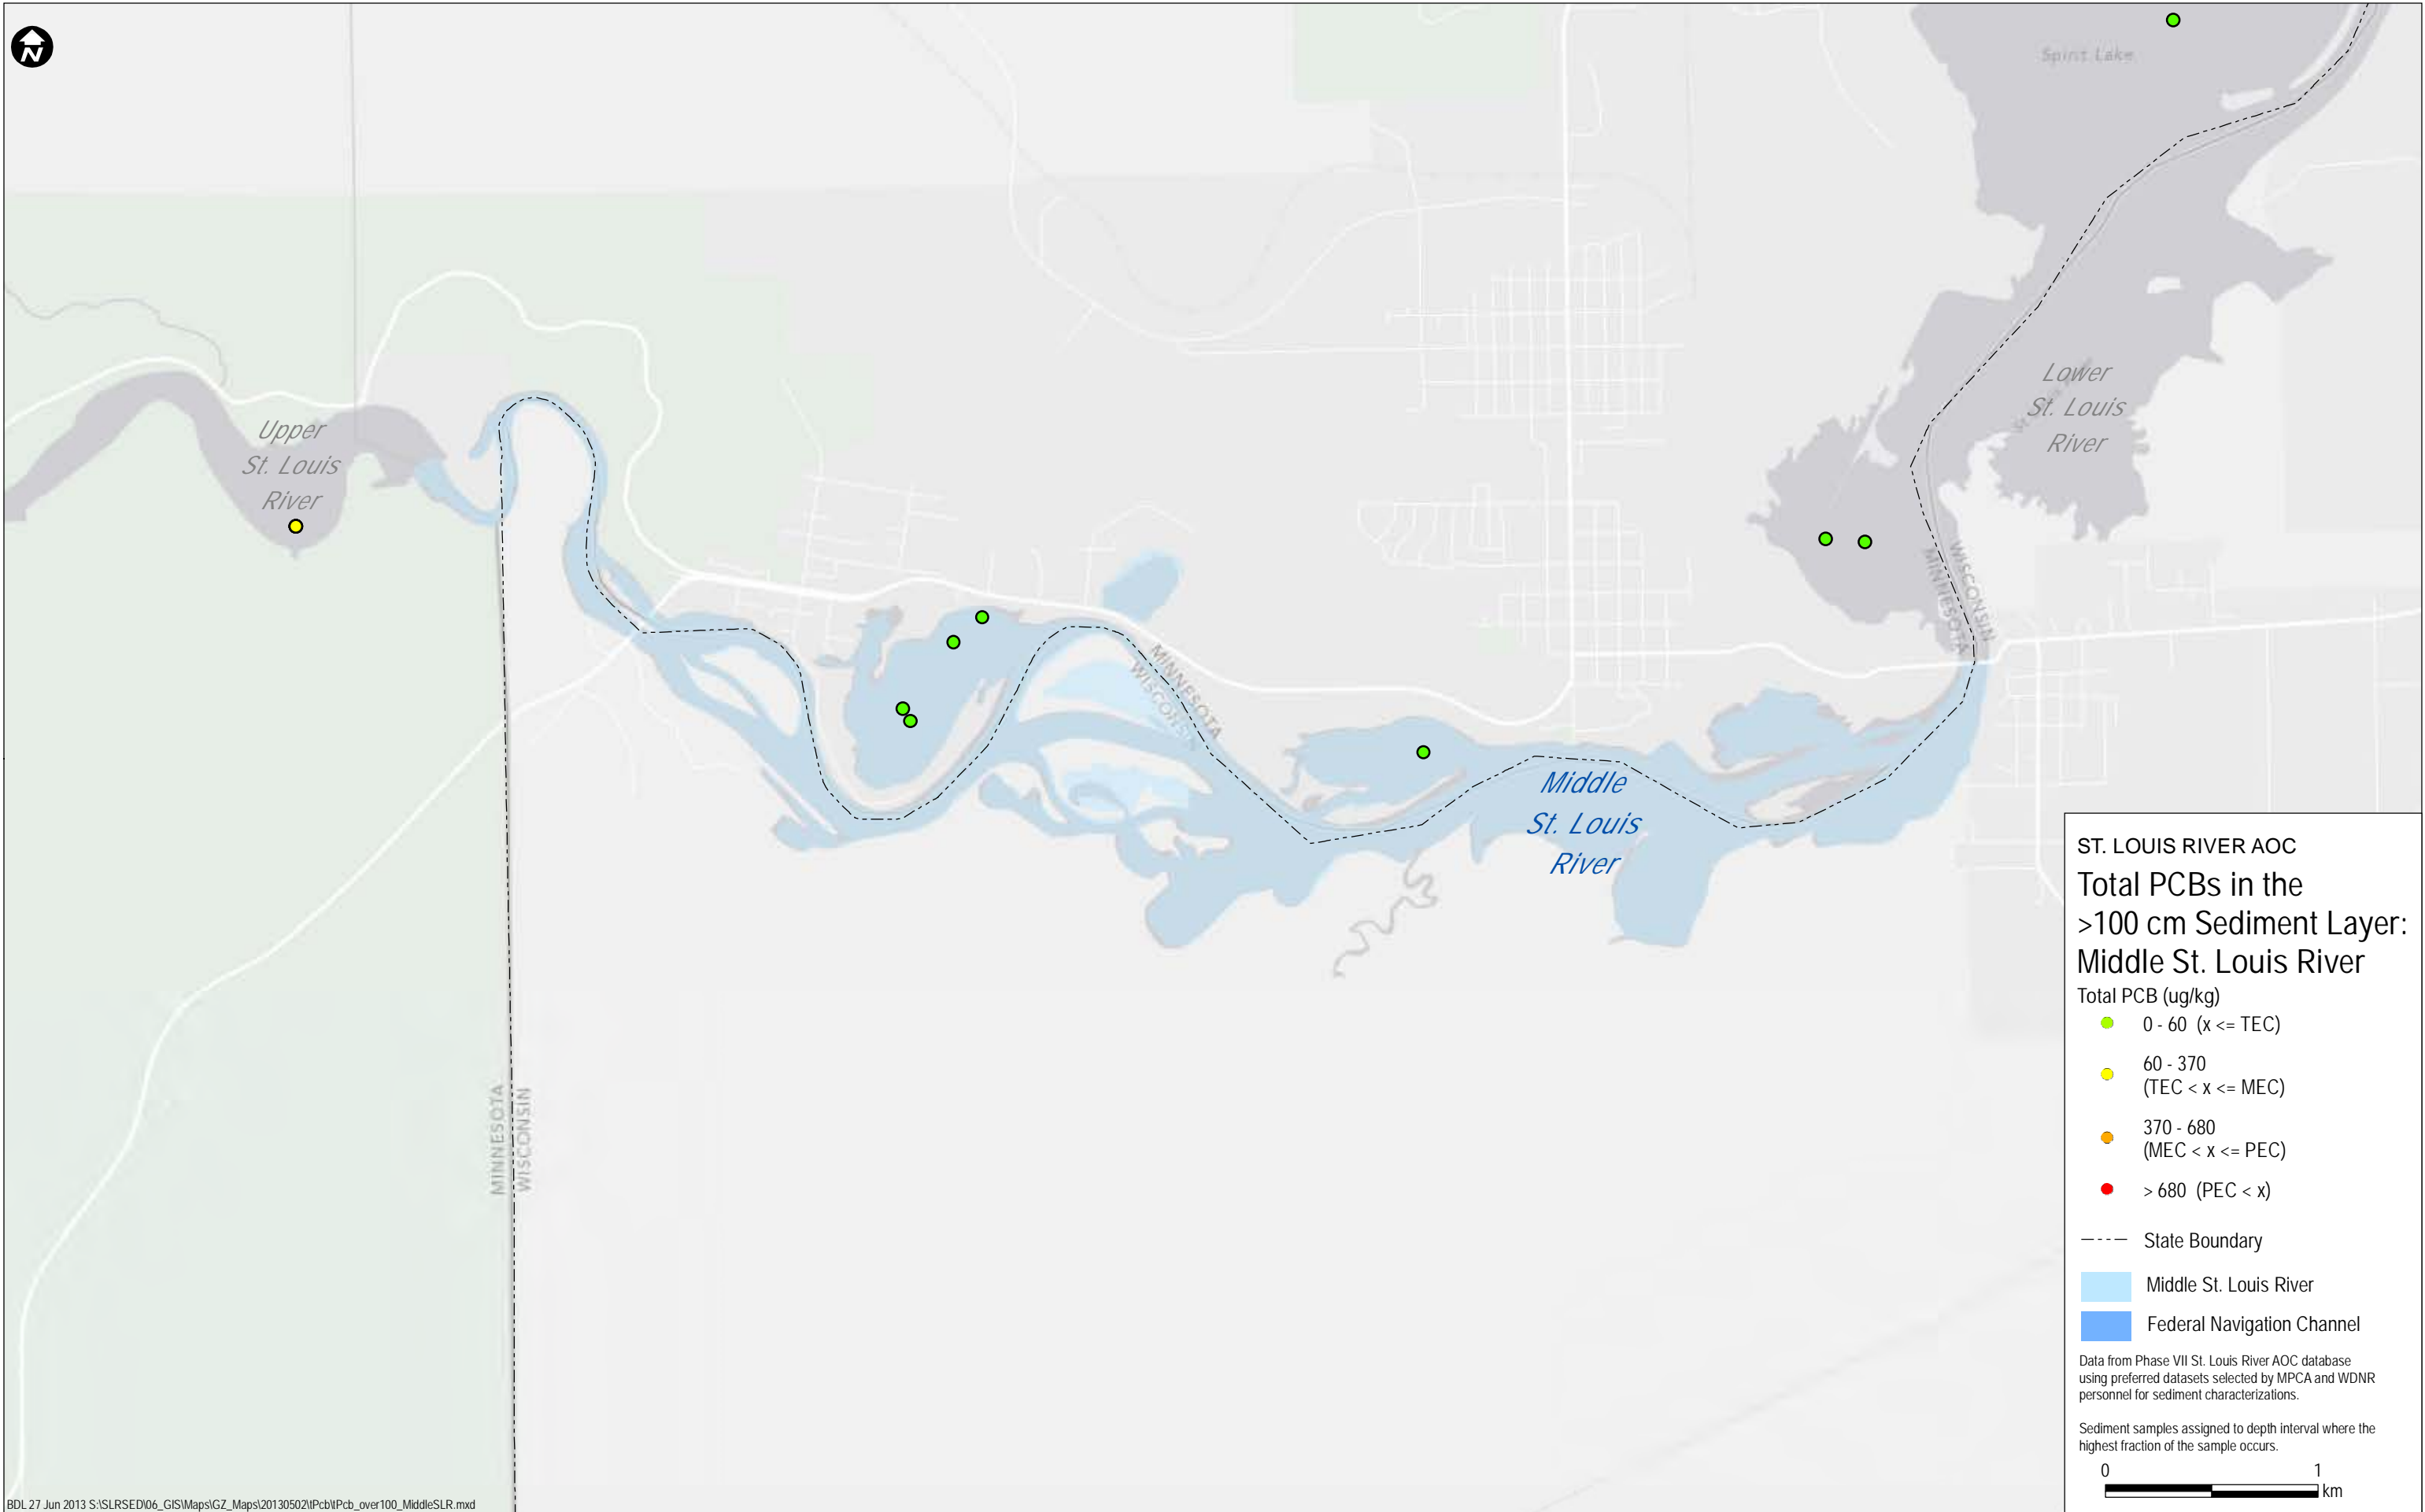 N
Spirit Lake
Upper
St. Louis
River
Lower
St. Louis
River
WISCONSIN
MINNESOTA
MINNESOTA
WISCONSIN
Middle
St. Louis
River
MINNESOTA
WISCONSIN
ST. LOUIS RIVER AOC
Total PCBs in the
>100 cm Sediment Layer:
Middle St. Louis River
Total PCB (ug/kg)
0 - 60 (x <= TEC)
60 - 370
(TEC < x <= MEC)
370 - 680
(MEC < x <= PEC)
> 680 (PEC < x)
State Boundary
Middle St. Louis River
Federal Navigation Channel
Data from Phase VII St. Louis River AOC database
using preferred datasets selected by MPCA and WDNR
personnel for sediment characterizations.
Sediment samples assigned to depth interval where the
highest fraction of the sample occurs.
0 1
km
BDL 27 Jun 2013 S:\SLRSED\06_GIS\Maps\GZ_Maps\20130502\tPcb\tPcb_over100_MiddleSLR.mxd